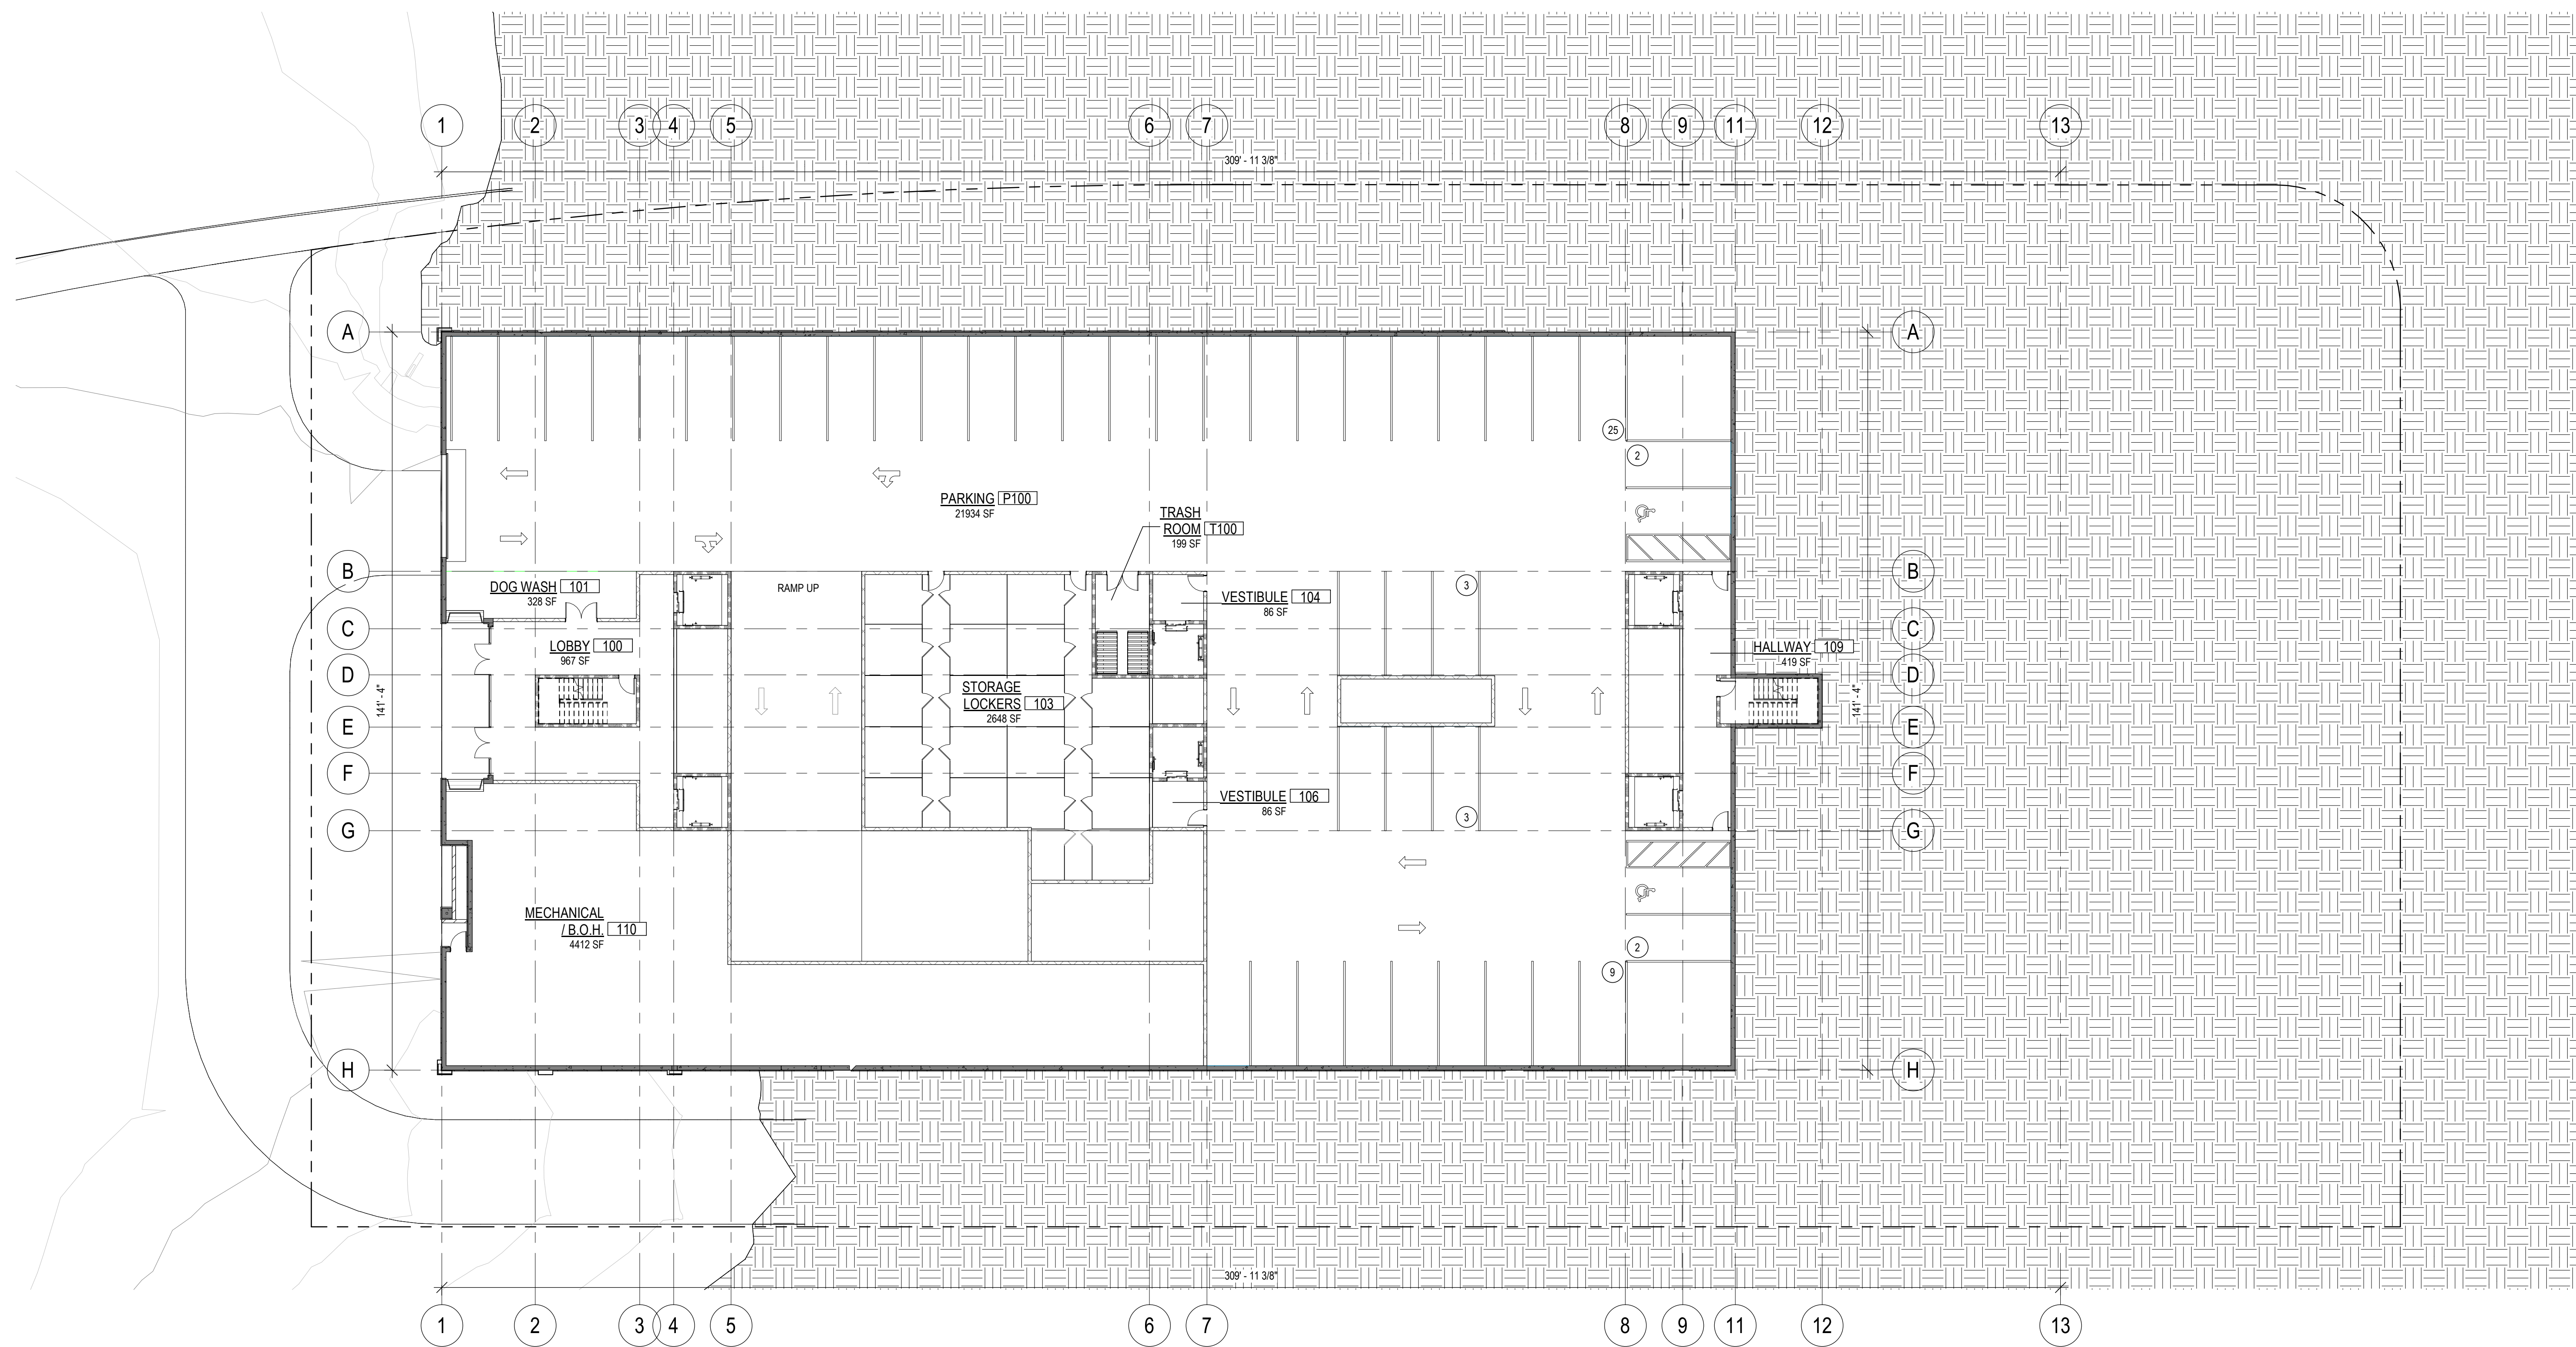 1 2 3 4 5 6 7 8 9 11 12 13
309' - 11 3/8"
A A
25
2
PARKING P100
21934 SF
TRASH
ROOM T100
199 SF
B B
DOG WASH 101
328 SF
RAMP UP
3
VESTIBULE 104
86 SF
C C
LOBBY 100
967 SF
HALLWAY 109
419 SF
D D
STORAGE
LOCKERS 103
2648 SF
141' - 4"
141' - 4"
E E
F F
VESTIBULE 106
86 SF
3
G G
MECHANICAL
/ B.O.H. 110
4412 SF
2
9
H H
309' - 11 3/8"
1 2 3 4 5 6 7 8 9 11 12 13